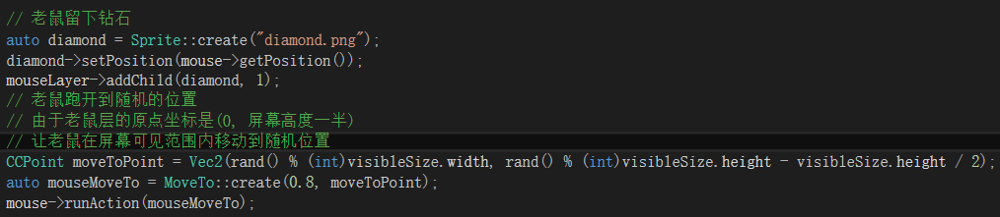 // 老鼠留下钻石
auto diamond = Sprite::create("diamond.png");
diamond->setPosition(mouse->getPosition());
mouseLayer->addChild(diamond, 1);
// 老鼠跑开到随机的位置
// 由于老鼠层的原点坐标是(0, 屏幕高度一半)
// 让老鼠在屏幕可见范围内移动到随机位置
CCPoint moveToPoint = Vec2(rand() % (int)visibleSize.width, rand() % (int)visibleSize.height - visibleSize.height / 2);
auto mouseMoveTo = MoveTo::create(0.8, moveToPoint);
mouse->runAction(mouseMoveTo);